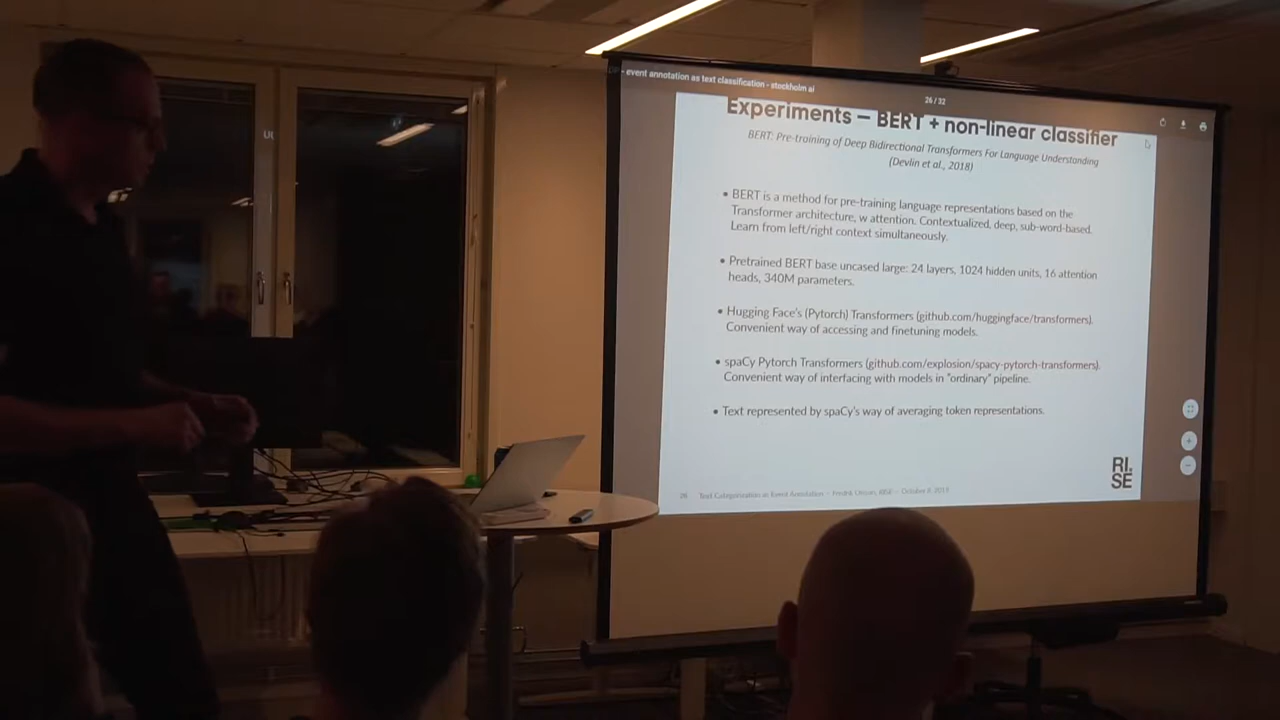 - event annotation as text classification - stockholm ai
26 / 32
Experiments – BERT + non-linear classifier
BERT: Pre-training of Deep Bidirectional Transformers For Language Understanding
(Devlin et al., 2018)
• BERT is a method for pre-training language representations based on the
Transformer architecture, w attention. Contextualized, deep, sub-word-based.
Learn from left/right context simultaneously.
• Pretrained BERT base uncased large: 24 layers, 1024 hidden units, 16 attention
heads, 340M parameters.
• Hugging Face's (Pytorch) Transformers (github.com/huggingface/transformers).
Convenient way of accessing and finetuning models.
• spaCy Pytorch Transformers (github.com/explosion/spacy-pytorch-transformers).
Convenient way of interfacing with models in "ordinary" pipeline.
• Text represented by spaCy's way of averaging token representations.
RI.
SE
26 Text Categorization as Event Annotation – Fredrik Olsson, RISE – October 8 2019